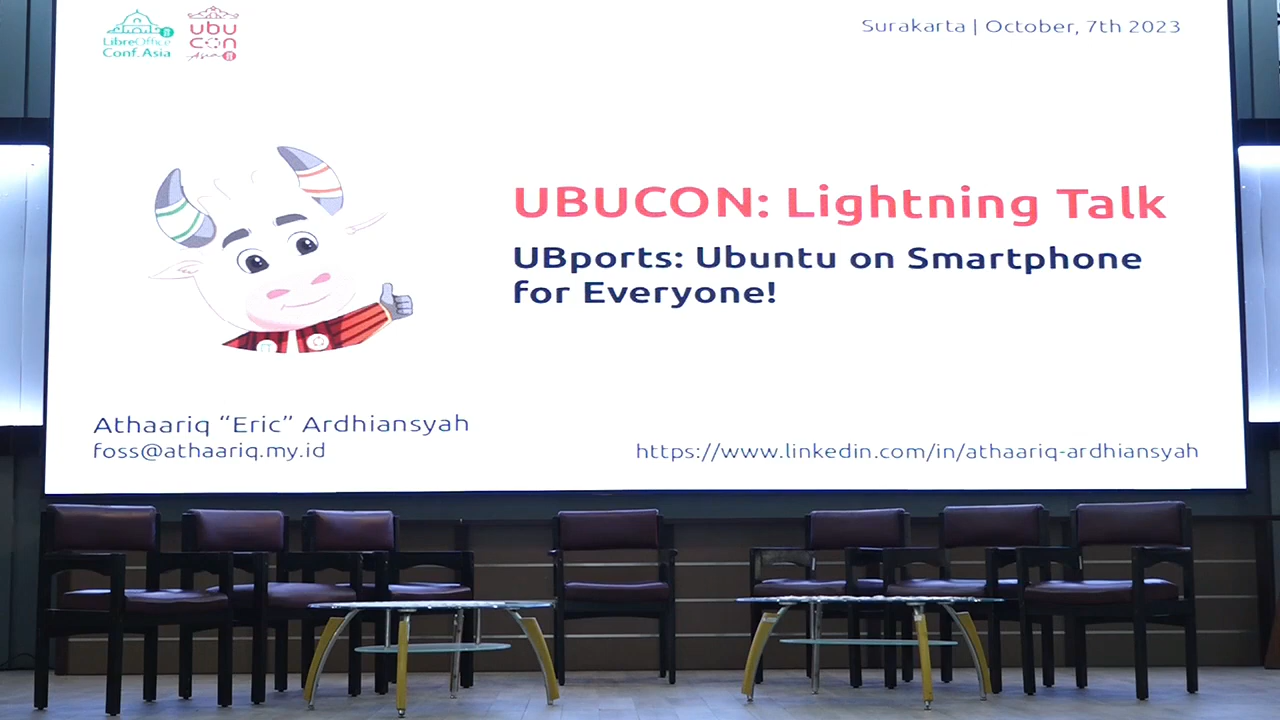 LibreOffice
Conf.Asia
ubu
con
Asia
Surakarta | October, 7th 2023
UBUCON: Lightning Talk
UBports: Ubuntu on Smartphone
for Everyone!
Athaariq “Eric” Ardhiansyah
foss@athaariq.my.id
https://www.linkedin.com/in/athaariq-ardhiansyah